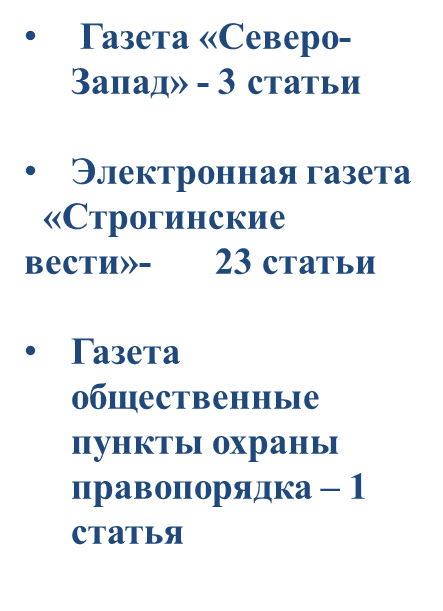 • Газета «Северо-
Запад» - 3 статьи
• Электронная газета
«Строгинские
вести»- 23 статьи
• Газета
общественные
пункты охраны
правопорядка – 1
статья